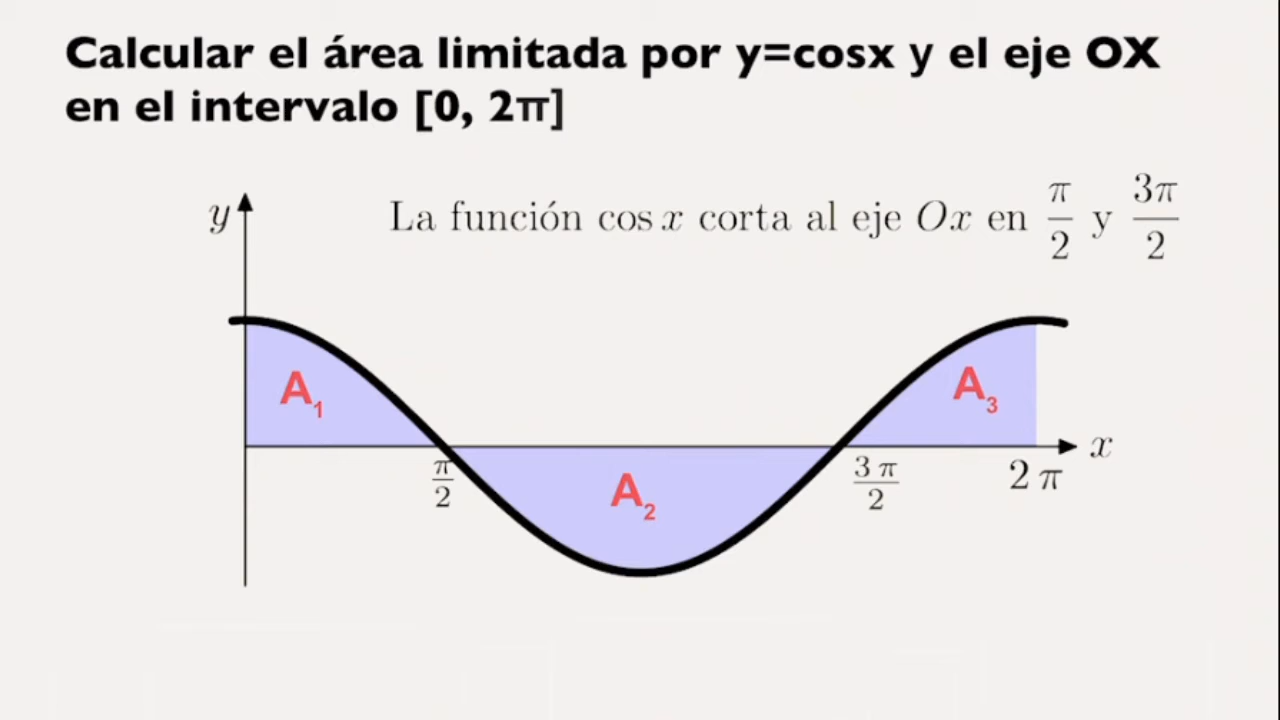 Calcular el área limitada por y=cosx y el eje OX
en el intervalo [0, 2π]
La función cos x corta al eje Ox en π/2 y 3π/2
y
A₁
A₃
x
π/2
A₂
3π/2
2π